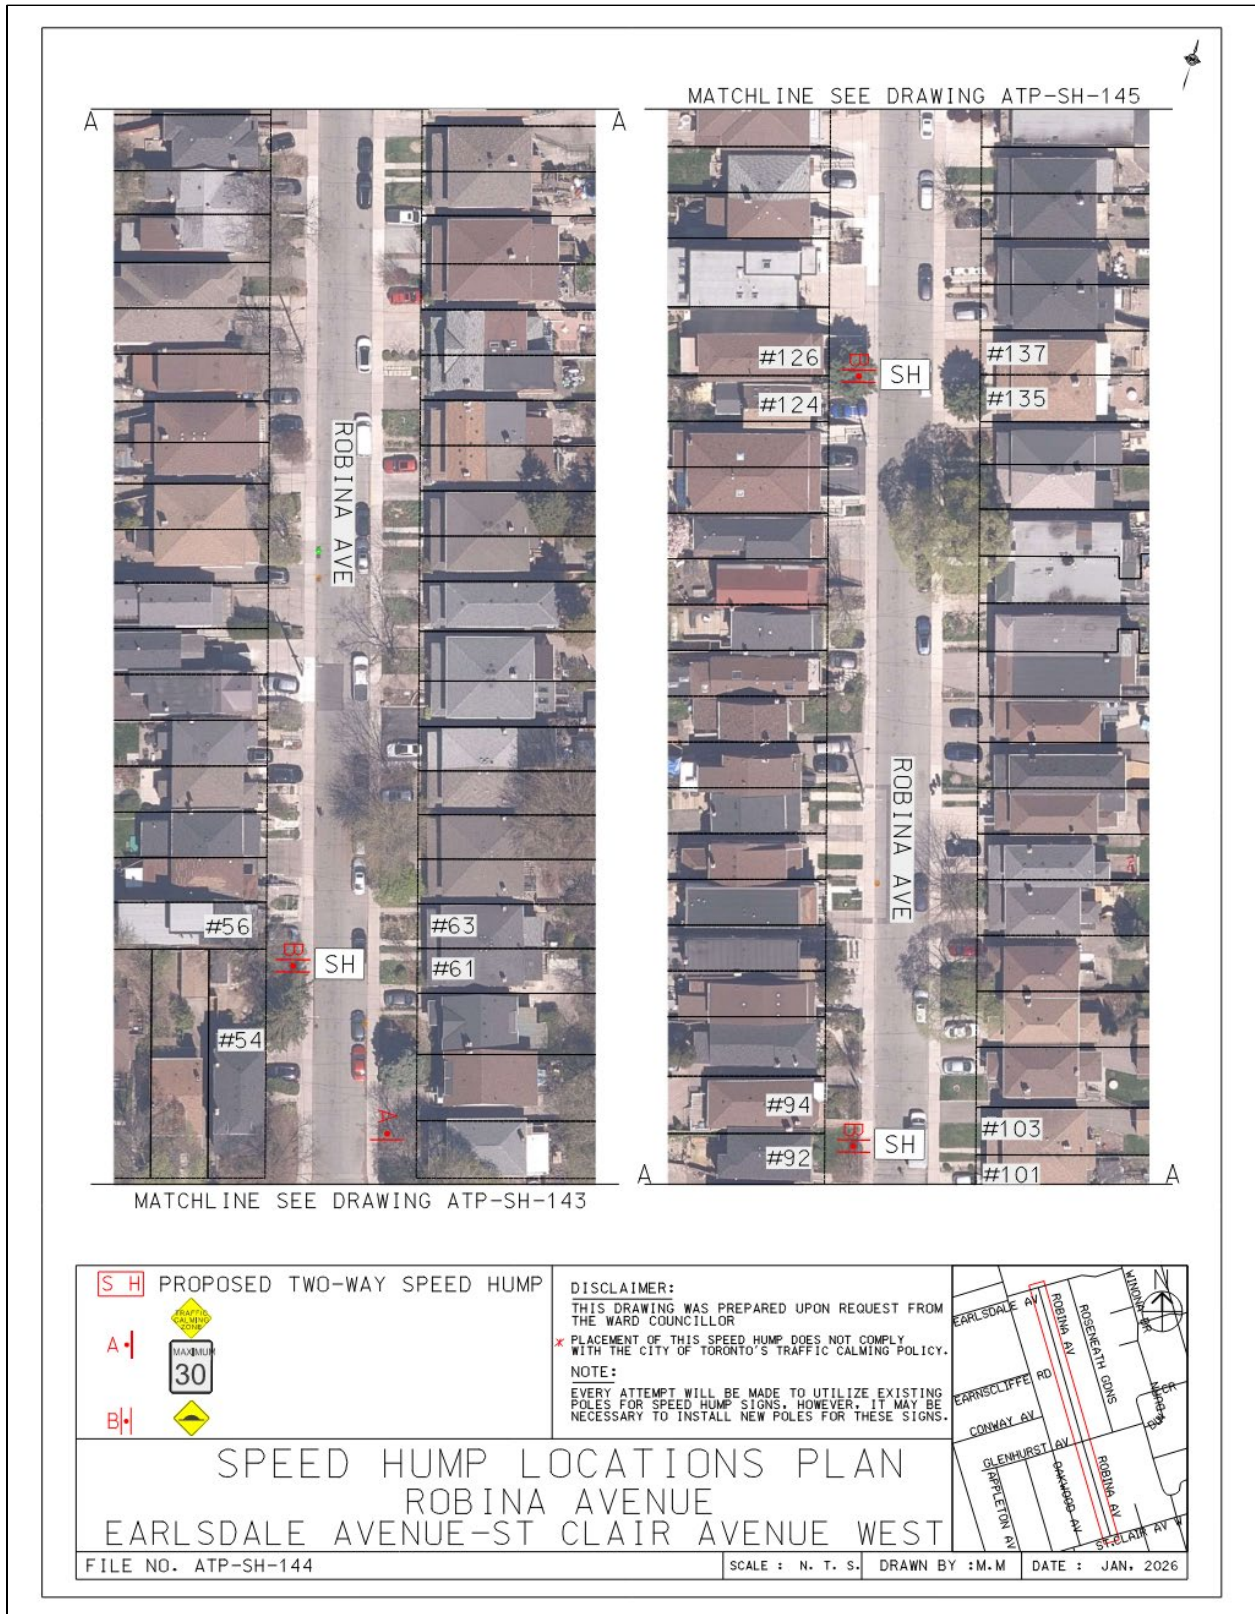 MATCHLINE SEE DRAWING ATP-SH-145
A
A
ROBINA AVE
#56
#63
B
SH
#61
#54
A
MATCHLINE SEE DRAWING ATP-SH-143
#126
#137
B
SH
#124
#135
ROBINA AVE
#94
#103
B
SH
#92
#101
A
A
S H PROPOSED TWO-WAY SPEED HUMP
TRAFFIC
CALMING
ZONE
A
MAXIMUM
30
B
DISCLAIMER:
THIS DRAWING WAS PREPARED UPON REQUEST FROM
THE WARD COUNCILLOR
* PLACEMENT OF THIS SPEED HUMP DOES NOT COMPLY
WITH THE CITY OF TORONTO'S TRAFFIC CALMING POLICY.
NOTE:
EVERY ATTEMPT WILL BE MADE TO UTILIZE EXISTING
POLES FOR SPEED HUMP SIGNS, HOWEVER, IT MAY BE
NECESSARY TO INSTALL NEW POLES FOR THESE SIGNS.
N
WINONA DR
EARLSDALE AV
ROBINA AV
ROSENEATH GDNS
EARNSCLIFFE RD
CONWAY AV
GLENHURST AV
APPLETON AV
OAKWOOD AV
ROBINA AV
ST.CLAIR AV W
SPEED HUMP LOCATIONS PLAN
ROBINA AVENUE
EARLSDALE AVENUE-ST CLAIR AVENUE WEST
FILE NO. ATP-SH-144
SCALE : N. T. S.
DRAWN BY :M.M
DATE : JAN, 2026